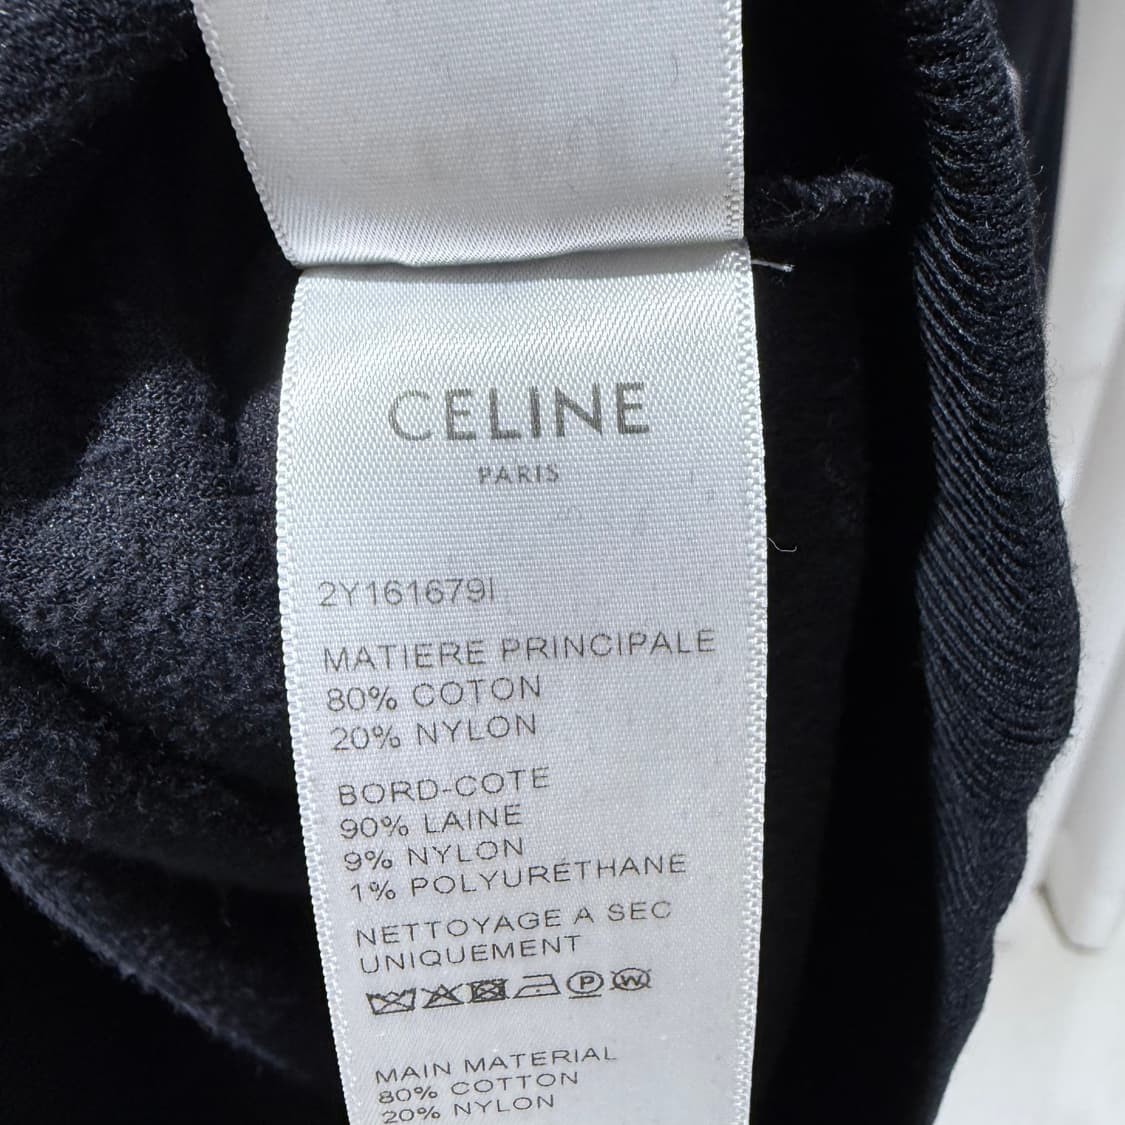 CELINE
PARIS
2Y161679I
MATIERE PRINCIPALE
80% COTON
20% NYLON
BORD-COTE
90% LAINE
9% NYLON
1% POLYURÉTHANE
NETTOYAGE A SEC
UNIQUEMENT
P W
MAIN MATERIAL
80% COTTON
20% NYLON